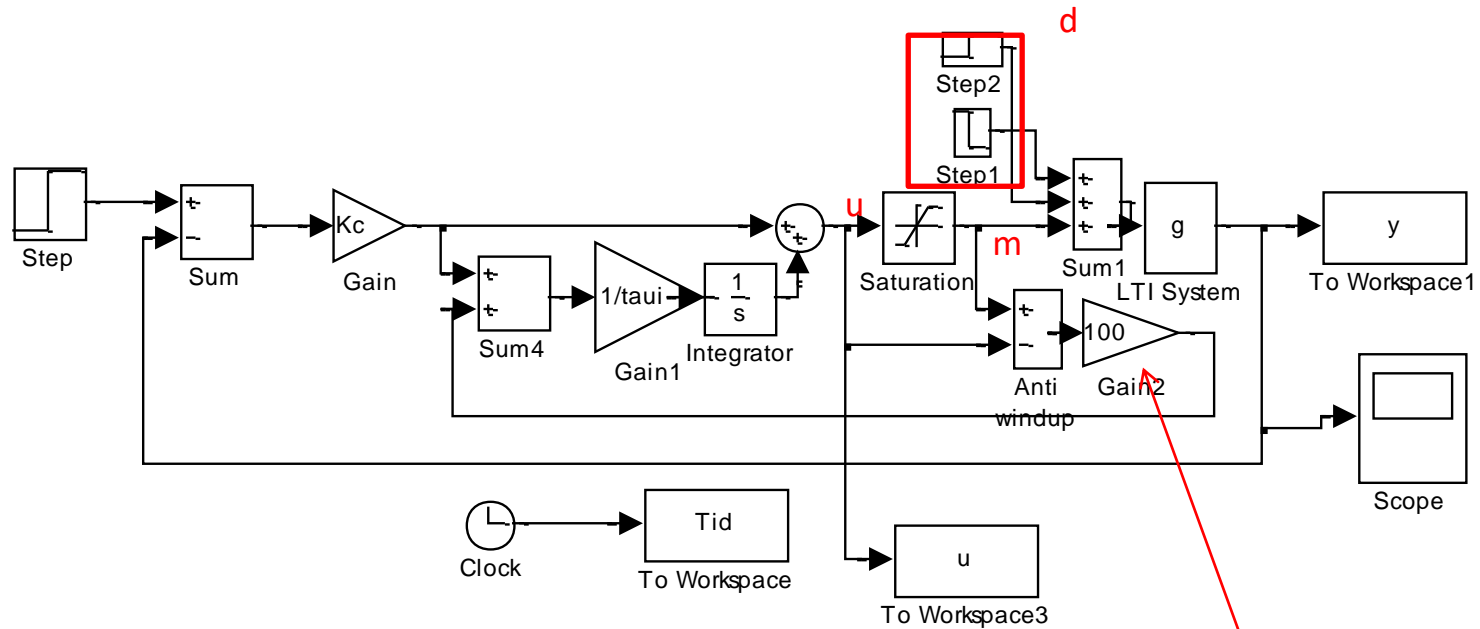 d
Step2
Step1
Step
+
−
Sum
Kc
Gain
+
+
Sum4
1/taui
Gain1
1
s
Integrator
+
+
u
Saturation
m
+
+
+
Sum1
g
LTI System
y
To Workspace1
+
−
Anti
windup
100
Gain2
Scope
Clock
Tid
To Workspace
u
To Workspace3